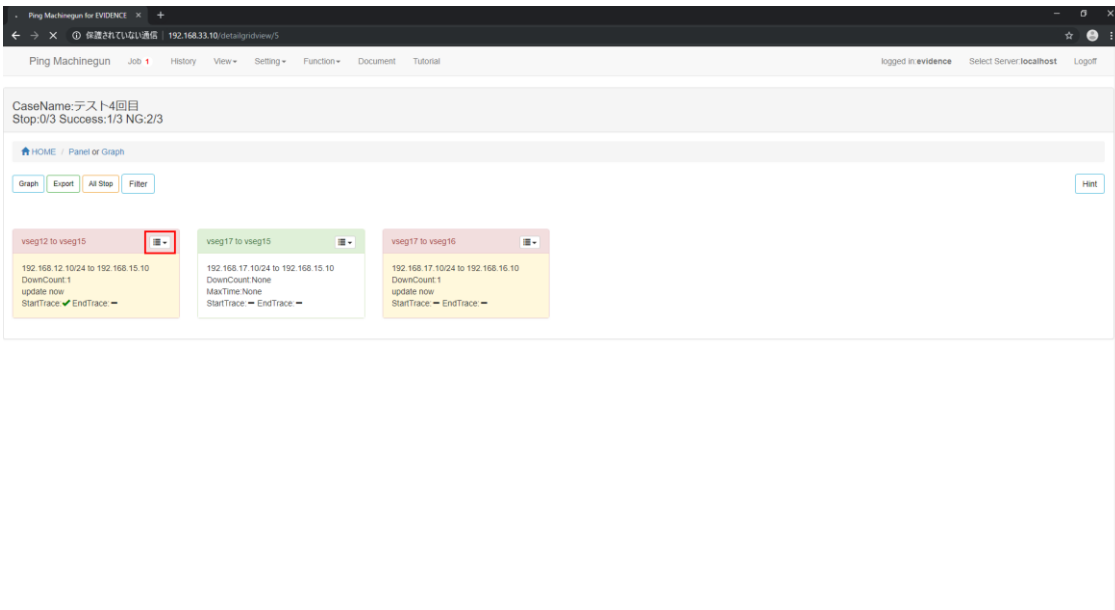 Ping Machinegun for EVIDENCE
保護されていない通信 | 192.168.33.10/detailgridview/5
Ping Machinegun Job 1 History View Setting Function Document Tutorial logged in:evidence Select Server:localhost Logoff
CaseName:テスト4回目
Stop:0/3 Success:1/3 NG:2/3
HOME / Panel or Graph
Graph Export All Stop Filter Hint
vseg12 to vseg15
192.168.12.10/24 to 192.168.15.10
DownCount:1
update now
StartTrace: ✔ EndTrace: ━
vseg17 to vseg15
192.168.17.10/24 to 192.168.15.10
DownCount:None
MaxTime:None
StartTrace: ━ EndTrace: ━
vseg17 to vseg16
192.168.17.10/24 to 192.168.16.10
DownCount:1
update now
StartTrace: ━ EndTrace: ━